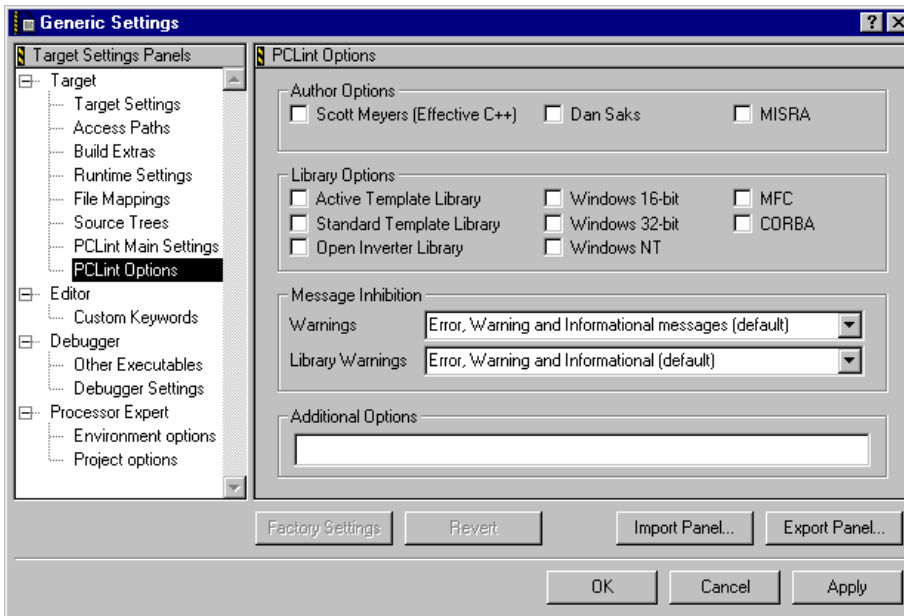 Generic Settings
Target Settings Panels
Target
Target Settings
Access Paths
Build Extras
Runtime Settings
File Mappings
Source Trees
PCLint Main Settings
PCLint Options
Editor
Custom Keywords
Debugger
Other Executables
Debugger Settings
Processor Expert
Environment options
Project options
PCLint Options
Author Options
Scott Meyers (Effective C++) Dan Saks MISRA
Library Options
Active Template Library Windows 16-bit MFC
Standard Template Library Windows 32-bit CORBA
Open Inverter Library Windows NT
Message Inhibition
Warnings Error, Warning and Informational messages (default)
Library Warnings Error, Warning and Informational (default)
Additional Options
Factory Settings Revert Import Panel... Export Panel...
OK Cancel Apply